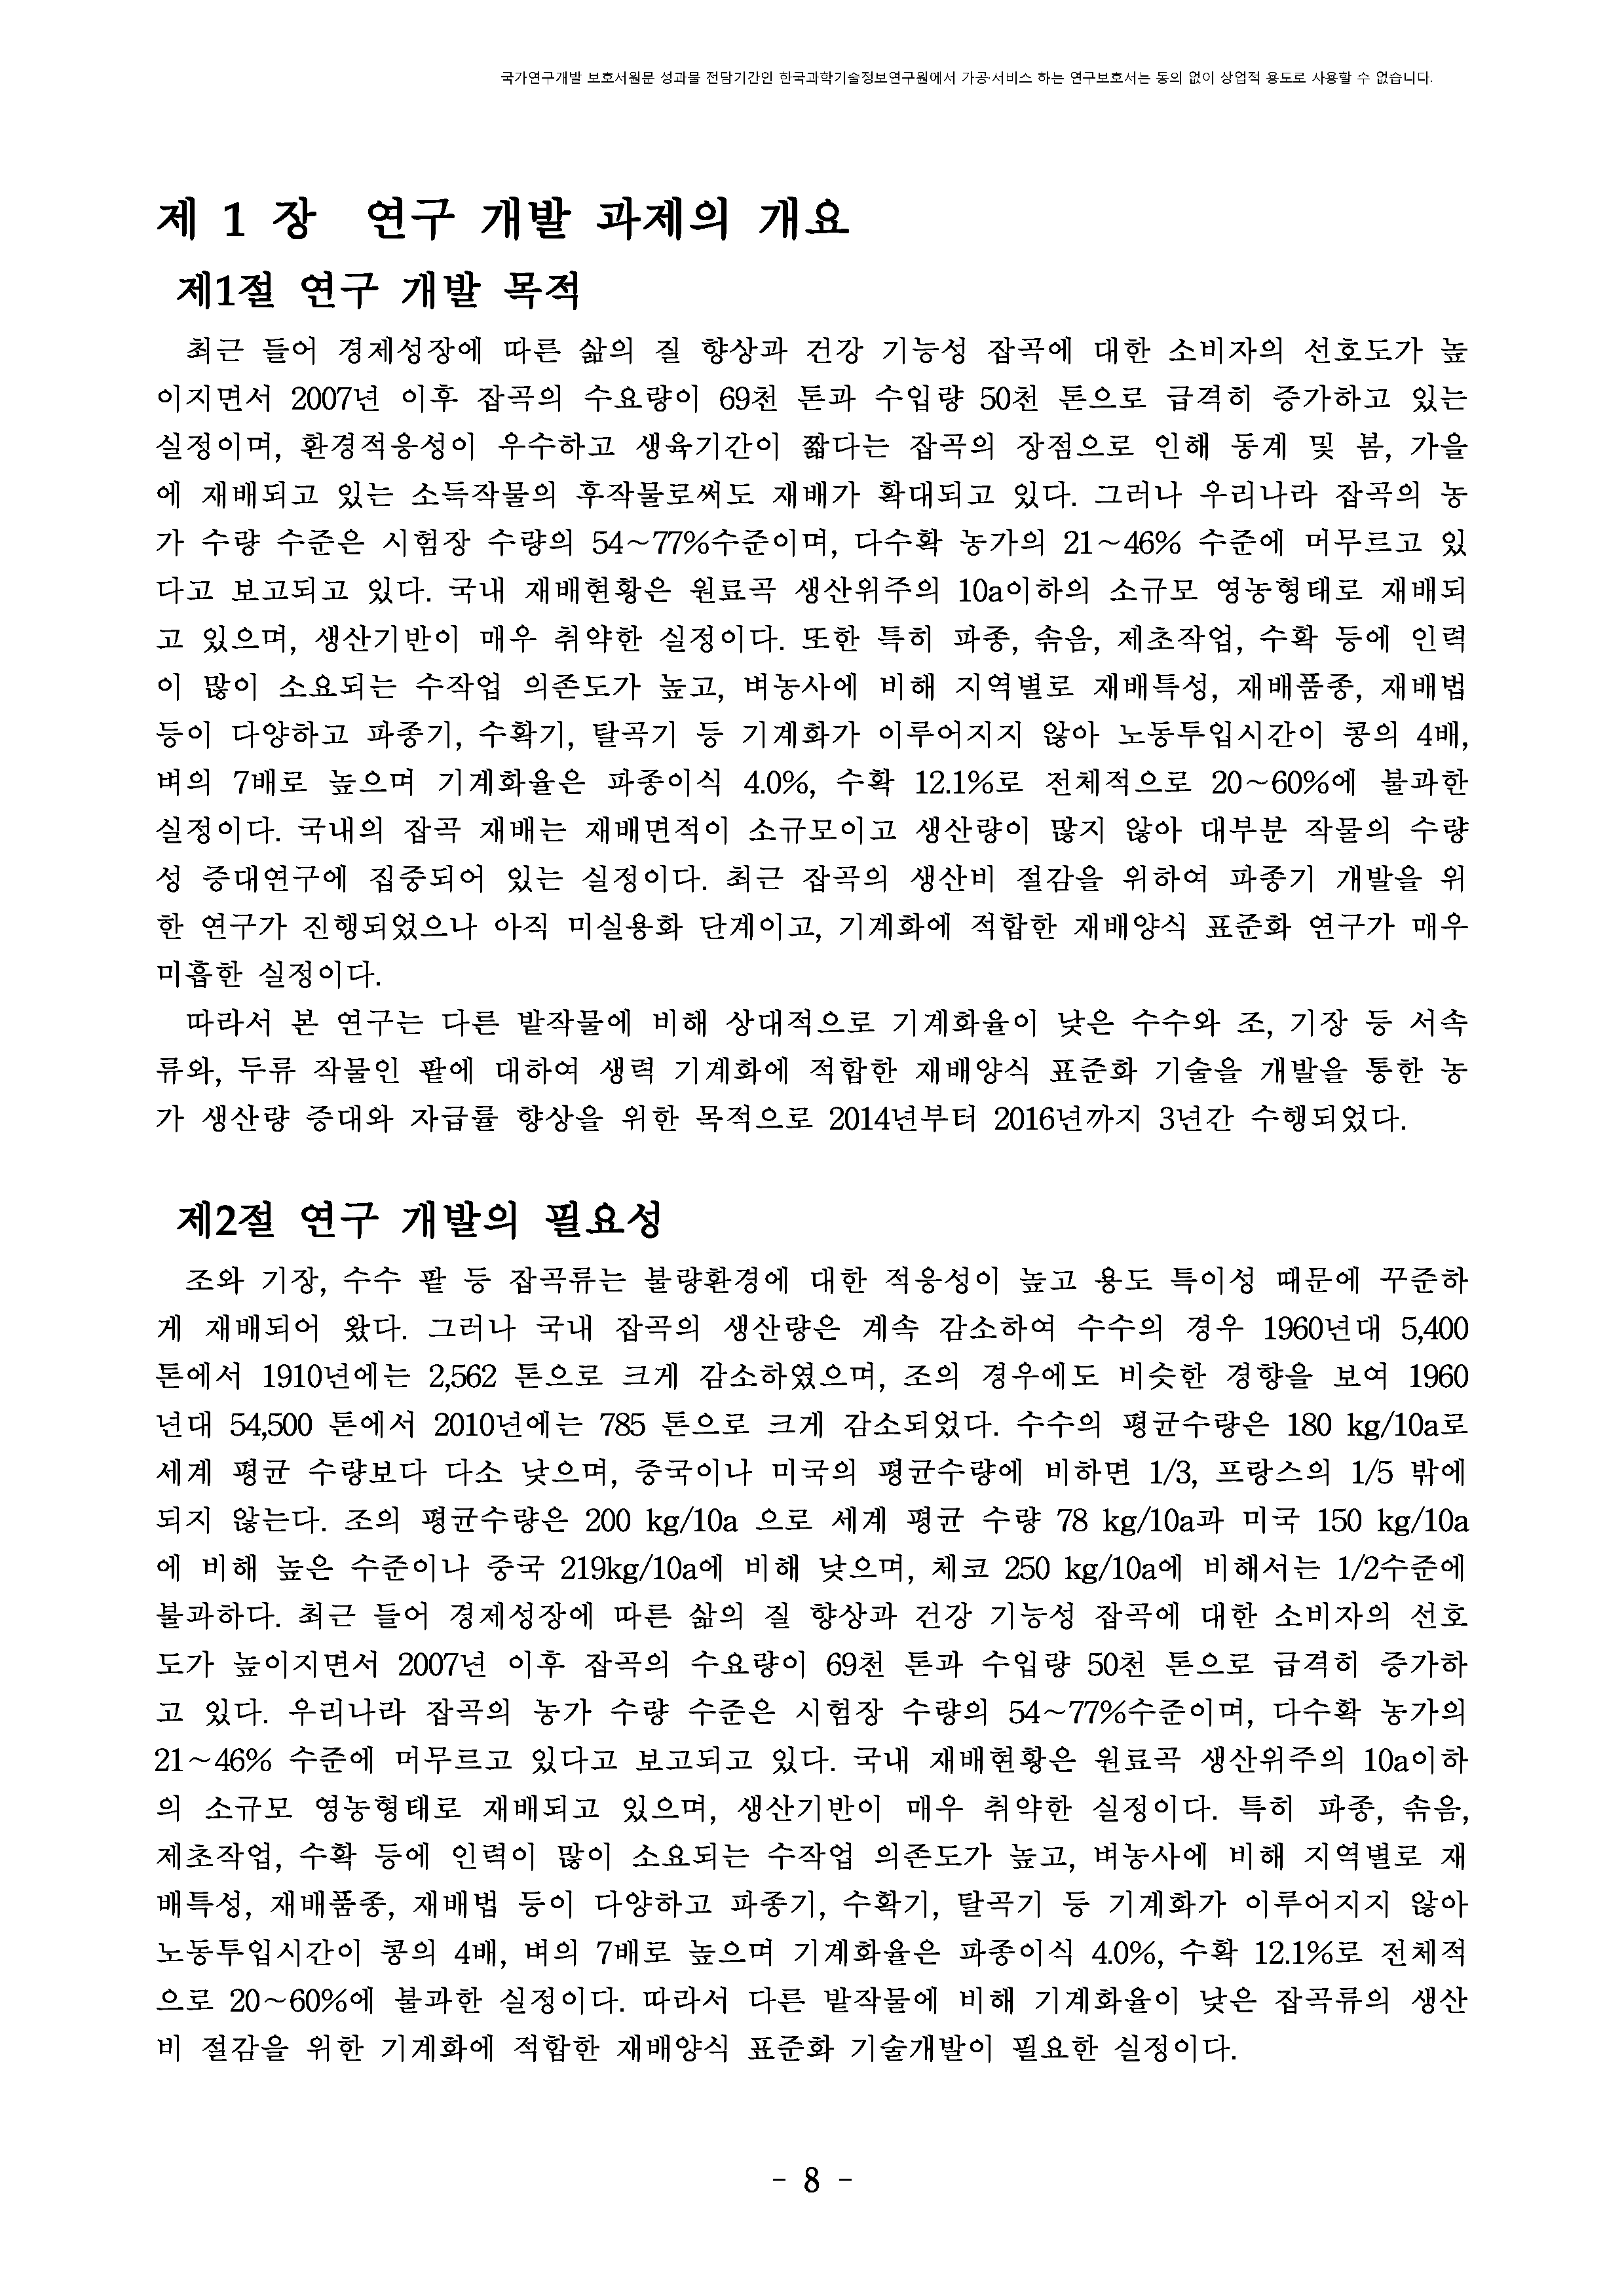 국가연구개발 보호서원문 성과물 전담기간인 한국과학기술정보연구원에서 가공·서비스 하는 연구보호서는 동의 없이 상업적 용도로 사용할 수 없습니다.
제 1 장 연구 개발 과제의 개요
제1절 연구 개발 목적
최근 들어 경제성장에 따른 삶의 질 향상과 건강 기능성 잡곡에 대한 소비자의 선호도가 높
이지면서 2007년 이후 잡곡의 수요량이 69천 톤과 수입량 50천 톤으로 급격히 증가하고 있는
실정이며, 환경적응성이 우수하고 생육기간이 짧다는 잡곡의 장점으로 인해 동계 및 봄, 가을
에 재배되고 있는 소득작물의 후작물로써도 재배가 확대되고 있다. 그러나 우리나라 잡곡의 농
가 수량 수준은 시험장 수량의 54~77%수준이며, 다수확 농가의 21~46% 수준에 머무르고 있
다고 보고되고 있다. 국내 재배현황은 원료곡 생산위주의 10a이하의 소규모 영농형태로 재배되
고 있으며, 생산기반이 매우 취약한 실정이다. 또한 특히 파종, 솎음, 제초작업, 수확 등에 인력
이 많이 소요되는 수작업 의존도가 높고, 벼농사에 비해 지역별로 재배특성, 재배품종, 재배법
등이 다양하고 파종기, 수확기, 탈곡기 등 기계화가 이루어지지 않아 노동투입시간이 콩의 4배,
벼의 7배로 높으며 기계화율은 파종이식 4.0%, 수확 12.1%로 전체적으로 20~60%에 불과한
실정이다. 국내의 잡곡 재배는 재배면적이 소규모이고 생산량이 많지 않아 대부분 작물의 수량
성 증대연구에 집중되어 있는 실정이다. 최근 잡곡의 생산비 절감을 위하여 파종기 개발을 위
한 연구가 진행되었으나 아직 미실용화 단계이고, 기계화에 적합한 재배양식 표준화 연구가 매우
미흡한 실정이다.
따라서 본 연구는 다른 밭작물에 비해 상대적으로 기계화율이 낮은 수수와 조, 기장 등 서속
류와, 두류 작물인 팥에 대하여 생력 기계화에 적합한 재배양식 표준화 기술을 개발을 통한 농
가 생산량 증대와 자급률 향상을 위한 목적으로 2014년부터 2016년까지 3년간 수행되었다.
제2절 연구 개발의 필요성
조와 기장, 수수 팥 등 잡곡류는 불량환경에 대한 적응성이 높고 용도 특이성 때문에 꾸준하
게 재배되어 왔다. 그러나 국내 잡곡의 생산량은 계속 감소하여 수수의 경우 1960년대 5,400
톤에서 1910년에는 2,562 톤으로 크게 감소하였으며, 조의 경우에도 비슷한 경향을 보여 1960
년대 54,500 톤에서 2010년에는 785 톤으로 크게 감소되었다. 수수의 평균수량은 180 kg/10a로
세계 평균 수량보다 다소 낮으며, 중국이나 미국의 평균수량에 비하면 1/3, 프랑스의 1/5 밖에
되지 않는다. 조의 평균수량은 200 kg/10a 으로 세계 평균 수량 78 kg/10a과 미국 150 kg/10a
에 비해 높은 수준이나 중국 219kg/10a에 비해 낮으며, 체코 250 kg/10a에 비해서는 1/2수준에
불과하다. 최근 들어 경제성장에 따른 삶의 질 향상과 건강 기능성 잡곡에 대한 소비자의 선호
도가 높이지면서 2007년 이후 잡곡의 수요량이 69천 톤과 수입량 50천 톤으로 급격히 증가하
고 있다. 우리나라 잡곡의 농가 수량 수준은 시험장 수량의 54~77%수준이며, 다수확 농가의
21~46% 수준에 머무르고 있다고 보고되고 있다. 국내 재배현황은 원료곡 생산위주의 10a이하
의 소규모 영농형태로 재배되고 있으며, 생산기반이 매우 취약한 실정이다. 특히 파종, 솎음,
제초작업, 수확 등에 인력이 많이 소요되는 수작업 의존도가 높고, 벼농사에 비해 지역별로 재
배특성, 재배품종, 재배법 등이 다양하고 파종기, 수확기, 탈곡기 등 기계화가 이루어지지 않아
노동투입시간이 콩의 4배, 벼의 7배로 높으며 기계화율은 파종이식 4.0%, 수확 12.1%로 전체적
으로 20~60%에 불과한 실정이다. 따라서 다른 밭작물에 비해 기계화율이 낮은 잡곡류의 생산
비 절감을 위한 기계화에 적합한 재배양식 표준화 기술개발이 필요한 실정이다.
- 8 -